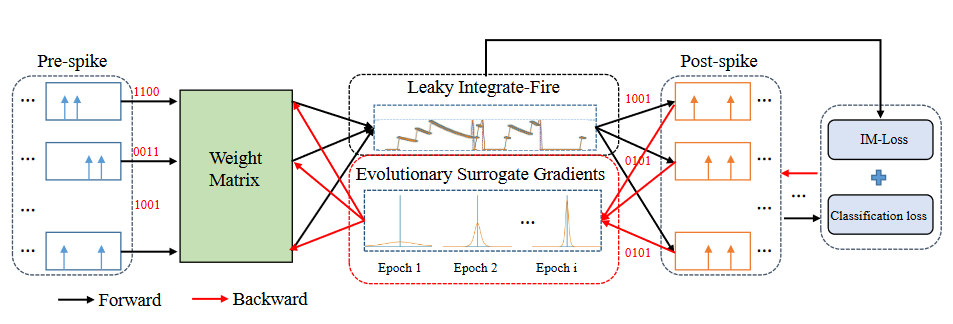 Pre-spike
Post-spike
Leaky Integrate-Fire
...
1100
1001
...
IM-Loss
Weight
Matrix
...
0011
0101
...
Evolutionary Surrogate Gradients
...
1001
...
...
...
Classification loss
...
0101
...
Epoch 1
Epoch 2
Epoch i
Forward
Backward